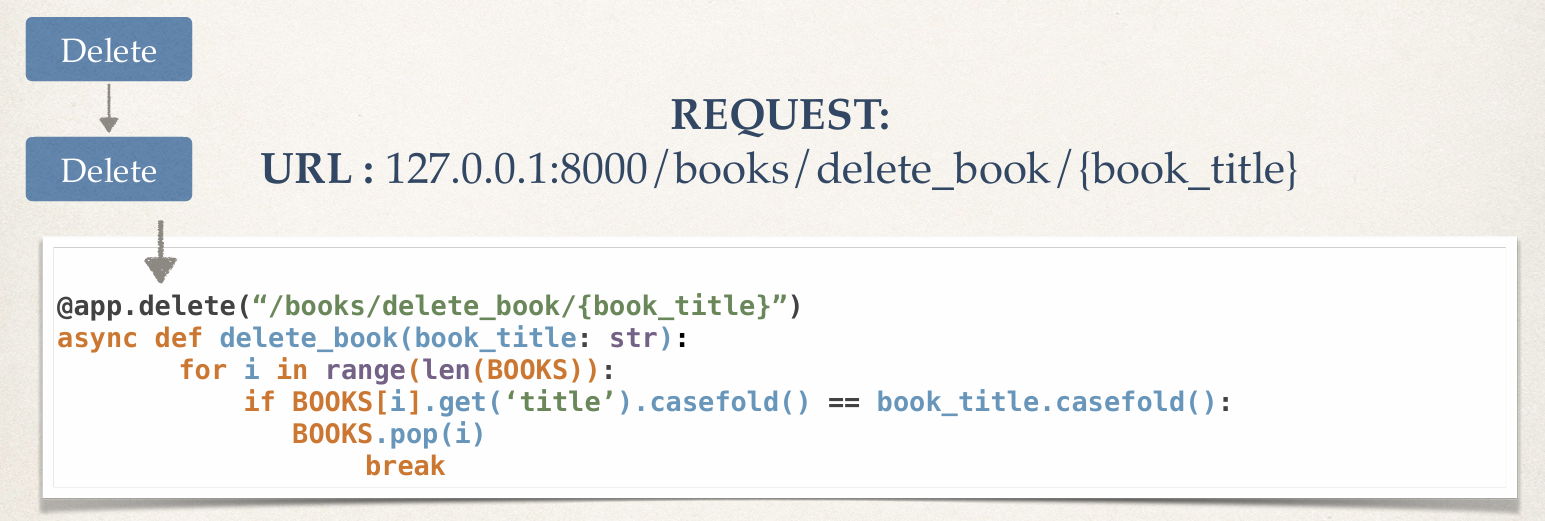 Delete
Delete
REQUEST:
URL : 127.0.0.1:8000/books/delete_book/{book_title}
@app.delete(“/books/delete_book/{book_title}”)
async def delete_book(book_title: str):
for i in range(len(BOOKS)):
if BOOKS[i].get(‘title’).casefold() == book_title.casefold():
BOOKS.pop(i)
break